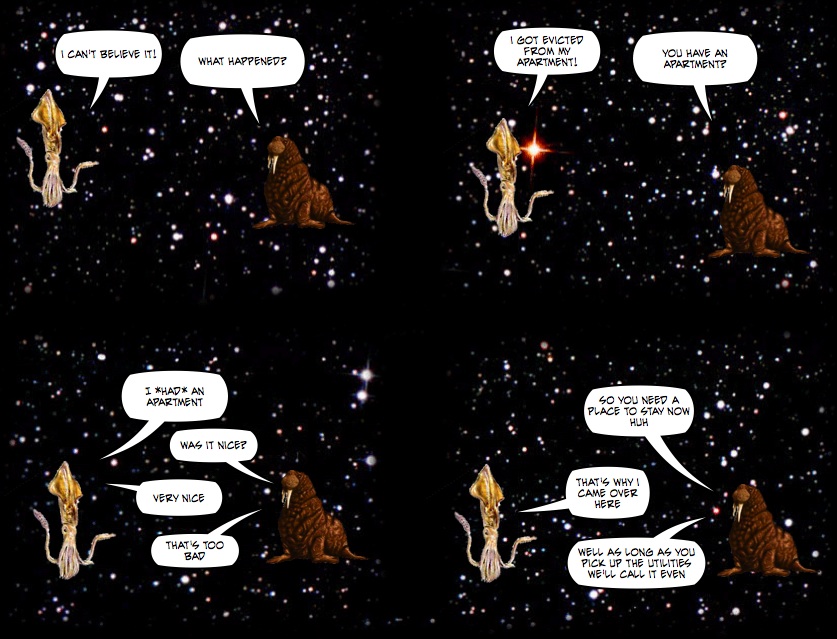 I CAN'T BELIEVE IT!
WHAT HAPPENED?
I GOT EVICTED
FROM MY
APARTMENT!
YOU HAVE AN
APARTMENT?
I *HAD* AN
APARTMENT
WAS IT NICE?
VERY NICE
THAT'S TOO
BAD
SO YOU NEED A
PLACE TO STAY NOW
HUH
THAT'S WHY I
CAME OVER
HERE
WELL AS LONG AS YOU
PICK UP THE UTILITIES
WE'LL CALL IT EVEN